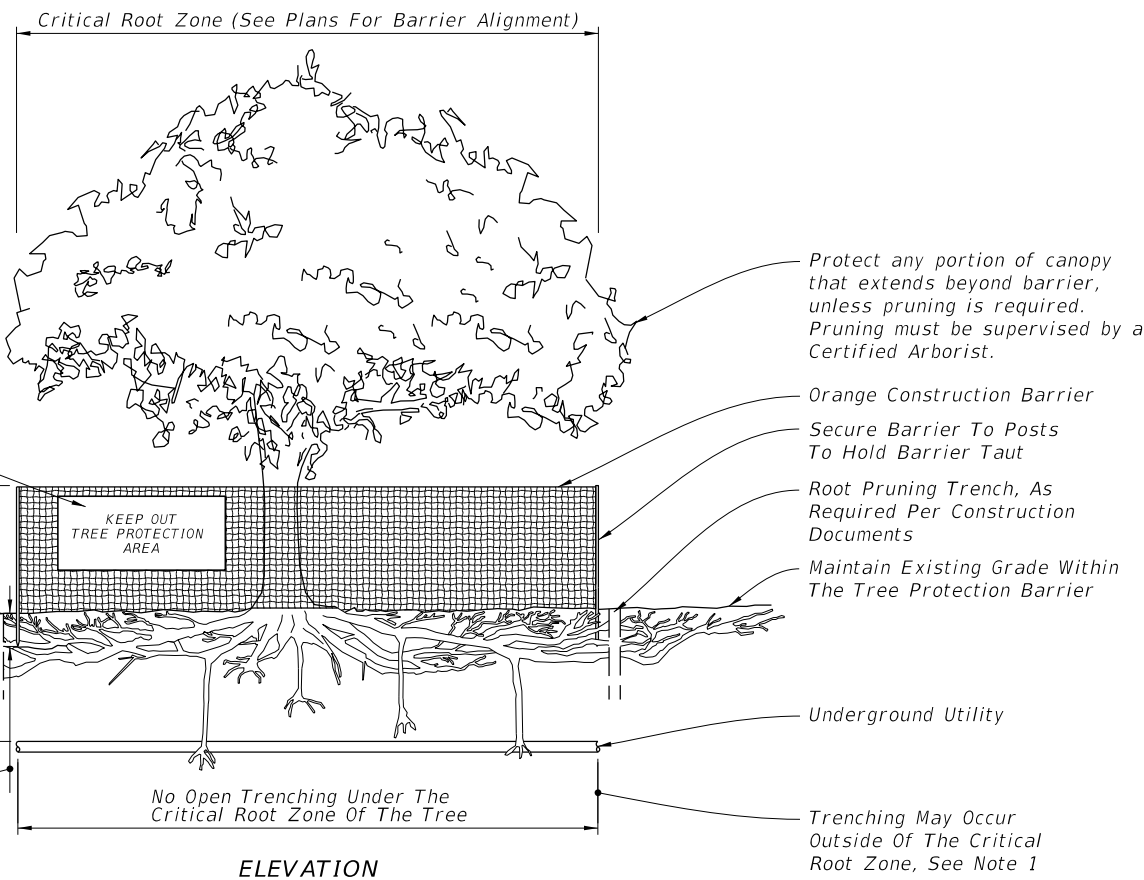 Critical Root Zone (See Plans For Barrier Alignment)
Protect any portion of canopy
that extends beyond barrier,
unless pruning is required.
Pruning must be supervised by a
Certified Arborist.
Orange Construction Barrier
Secure Barrier To Posts
To Hold Barrier Taut
Root Pruning Trench, As
Required Per Construction
Documents
KEEP OUT
TREE PROTECTION
AREA
Maintain Existing Grade Within
The Tree Protection Barrier
Underground Utility
No Open Trenching Under The
Critical Root Zone Of The Tree
Trenching May Occur
Outside Of The Critical
Root Zone, See Note 1
ELEVATION